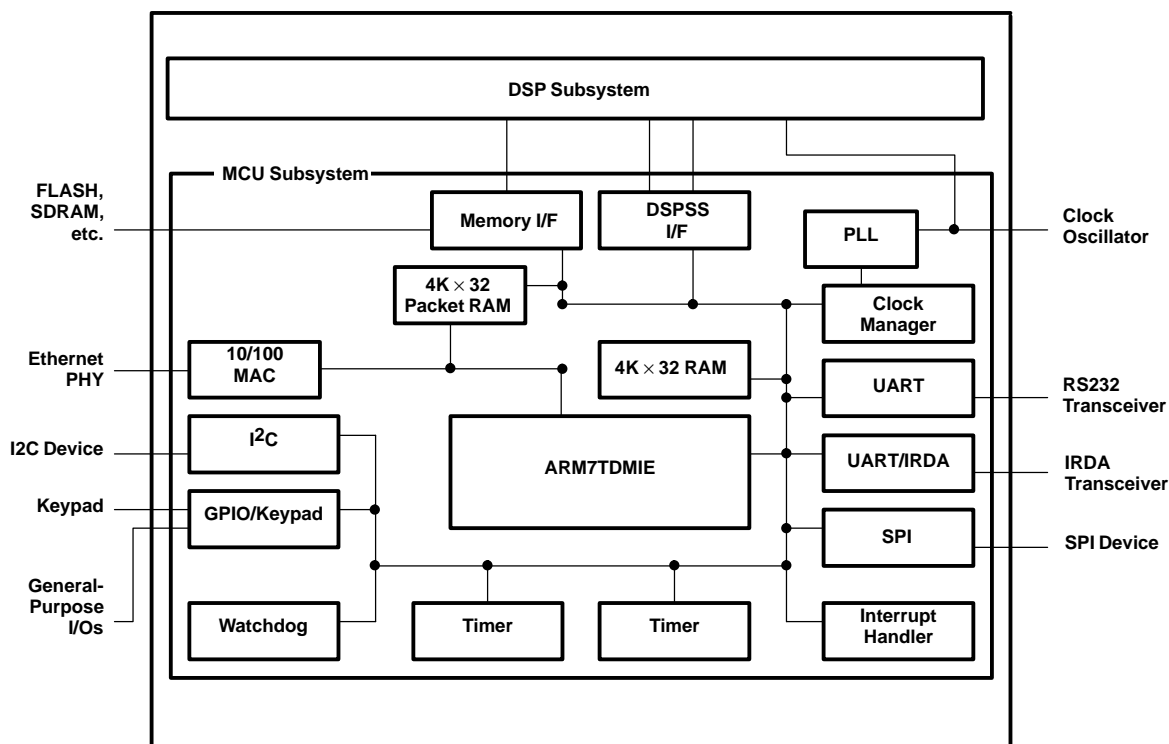 DSP Subsystem
MCU Subsystem
FLASH,
SDRAM,
etc.
Memory I/F
DSPSS
I/F
PLL
Clock
Oscillator
4K × 32
Packet RAM
Clock
Manager
Ethernet
PHY
10/100
MAC
4K × 32 RAM
UART
RS232
Transceiver
I2C Device
I²C
ARM7TDMIE
UART/IRDA
IRDA
Transceiver
Keypad
GPIO/Keypad
SPI
SPI Device
General-
Purpose
I/Os
Watchdog
Timer
Timer
Interrupt
Handler